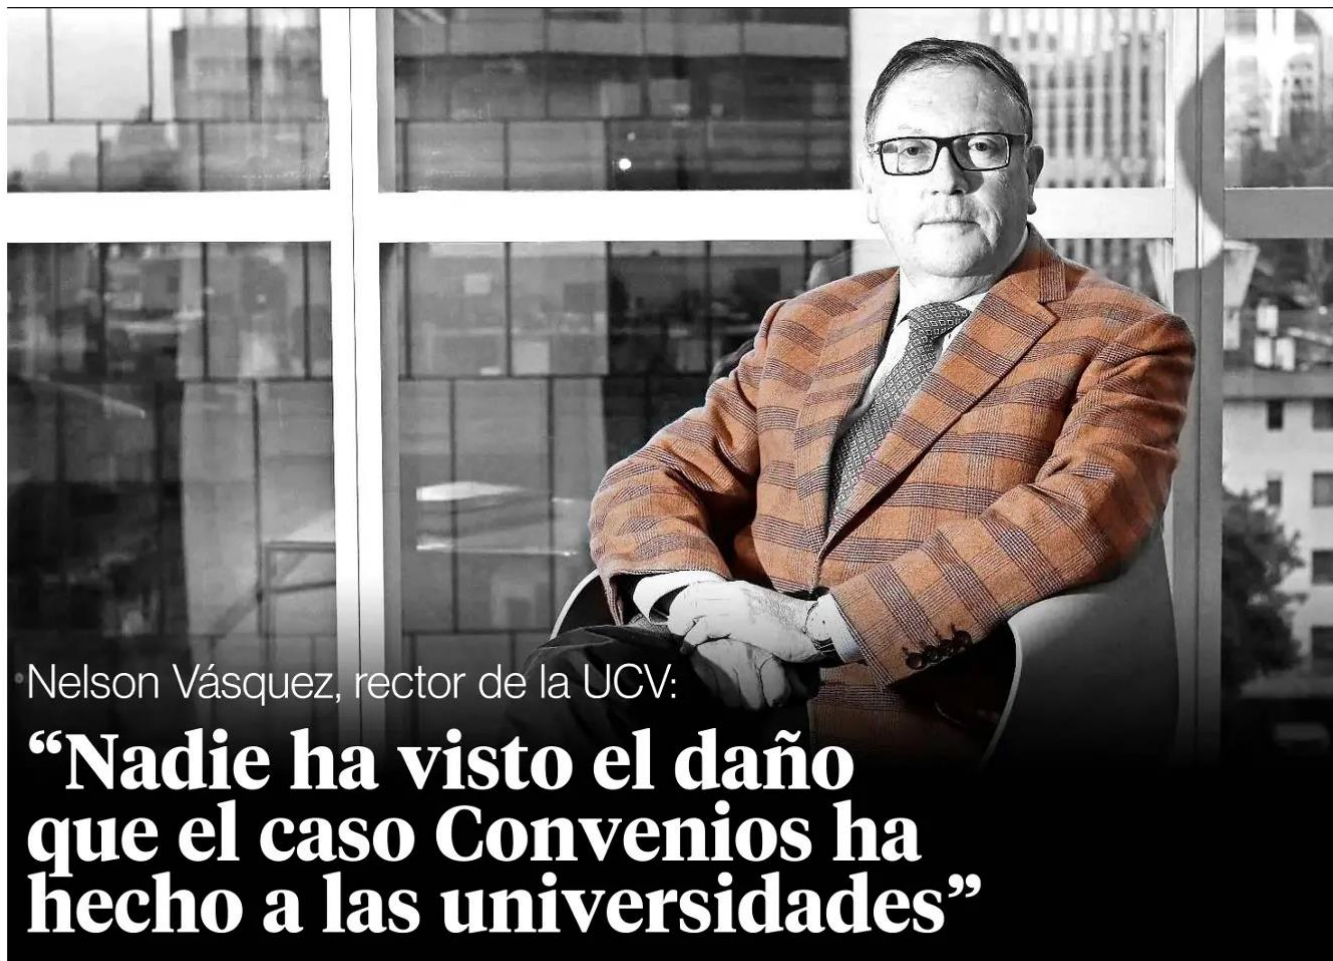 Nelson Vásquez, rector de la UCV:
“Nadie ha visto el daño
que el caso Convenios ha
hecho a las universidades”